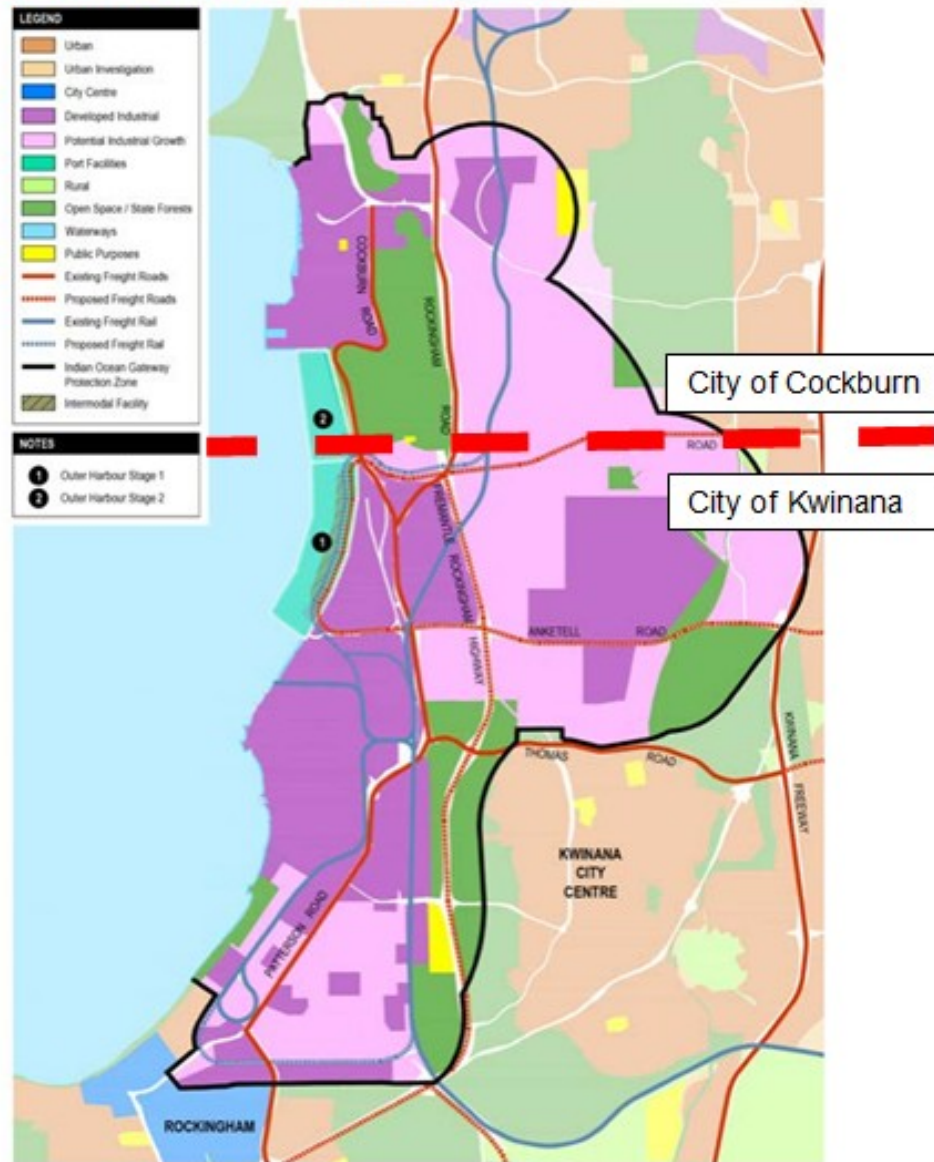 LEGEND
Urban
Urban Investigation
City Centre
Developed Industrial
Potential Industrial Growth
Port Facilities
Rural
Open Space / State Forests
Waterways
Public Purposes
Existing Freight Roads
Proposed Freight Roads
Existing Freight Rail
Proposed Freight Rail
Indian Ocean Gateway
Protection Zone
Intermodal Facility
NOTES
1 Outer Harbour Stage 1
2 Outer Harbour Stage 2
COCKBURN ROAD
ROCKINGHAM ROAD
City of Cockburn
2
ROAD
City of Kwinana
1
FREMANTLE ROCKINGHAM HIGHWAY
ANKETELL ROAD
THOMAS ROAD
KWINANA FREEWAY
KWINANA
CITY
CENTRE
PATTERSON ROAD
ROCKINGHAM